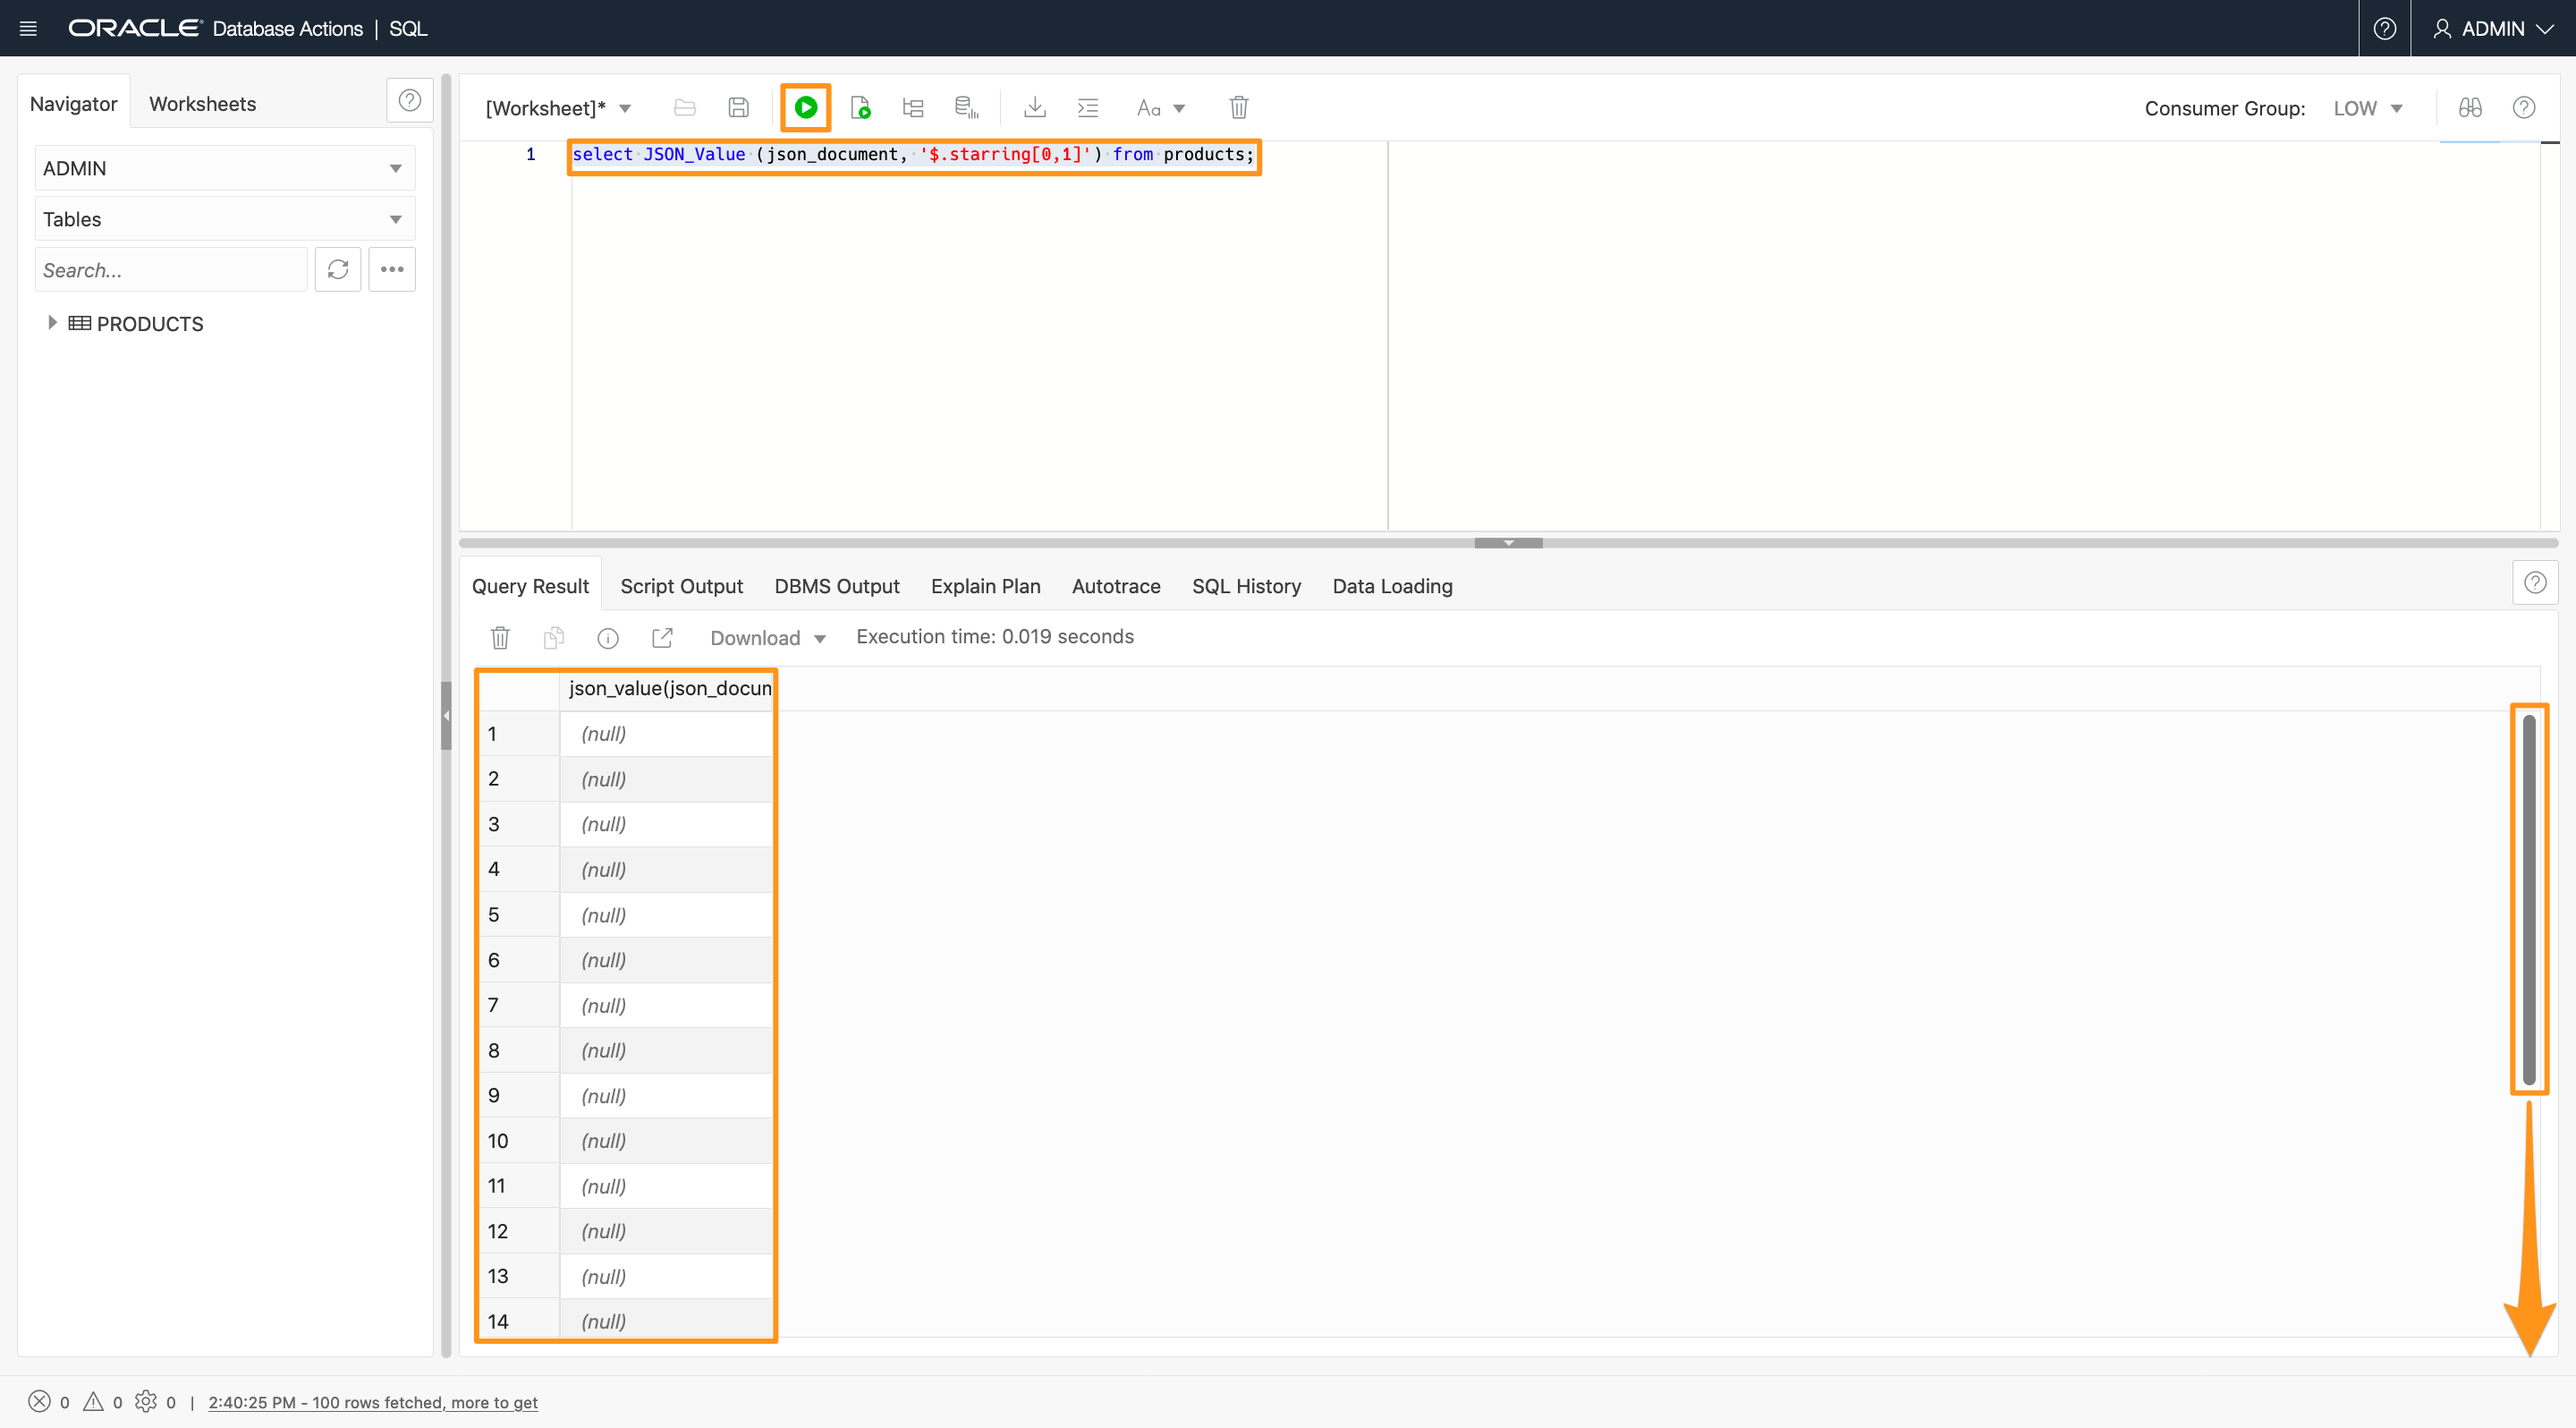 ORACLE Database Actions | SQL
ADMIN
Navigator
Worksheets
ADMIN
Tables
Search...
PRODUCTS
[Worksheet]*
Aa
Consumer Group: LOW
1 select JSON_Value (json_document, '$.starring[0,1]') from products;
Query Result Script Output DBMS Output Explain Plan Autotrace SQL History Data Loading
Download Execution time: 0.019 seconds
json_value(json_docum
1 (null)
2 (null)
3 (null)
4 (null)
5 (null)
6 (null)
7 (null)
8 (null)
9 (null)
10 (null)
11 (null)
12 (null)
13 (null)
14 (null)
0 0 0 | 2:40:25 PM - 100 rows fetched, more to get